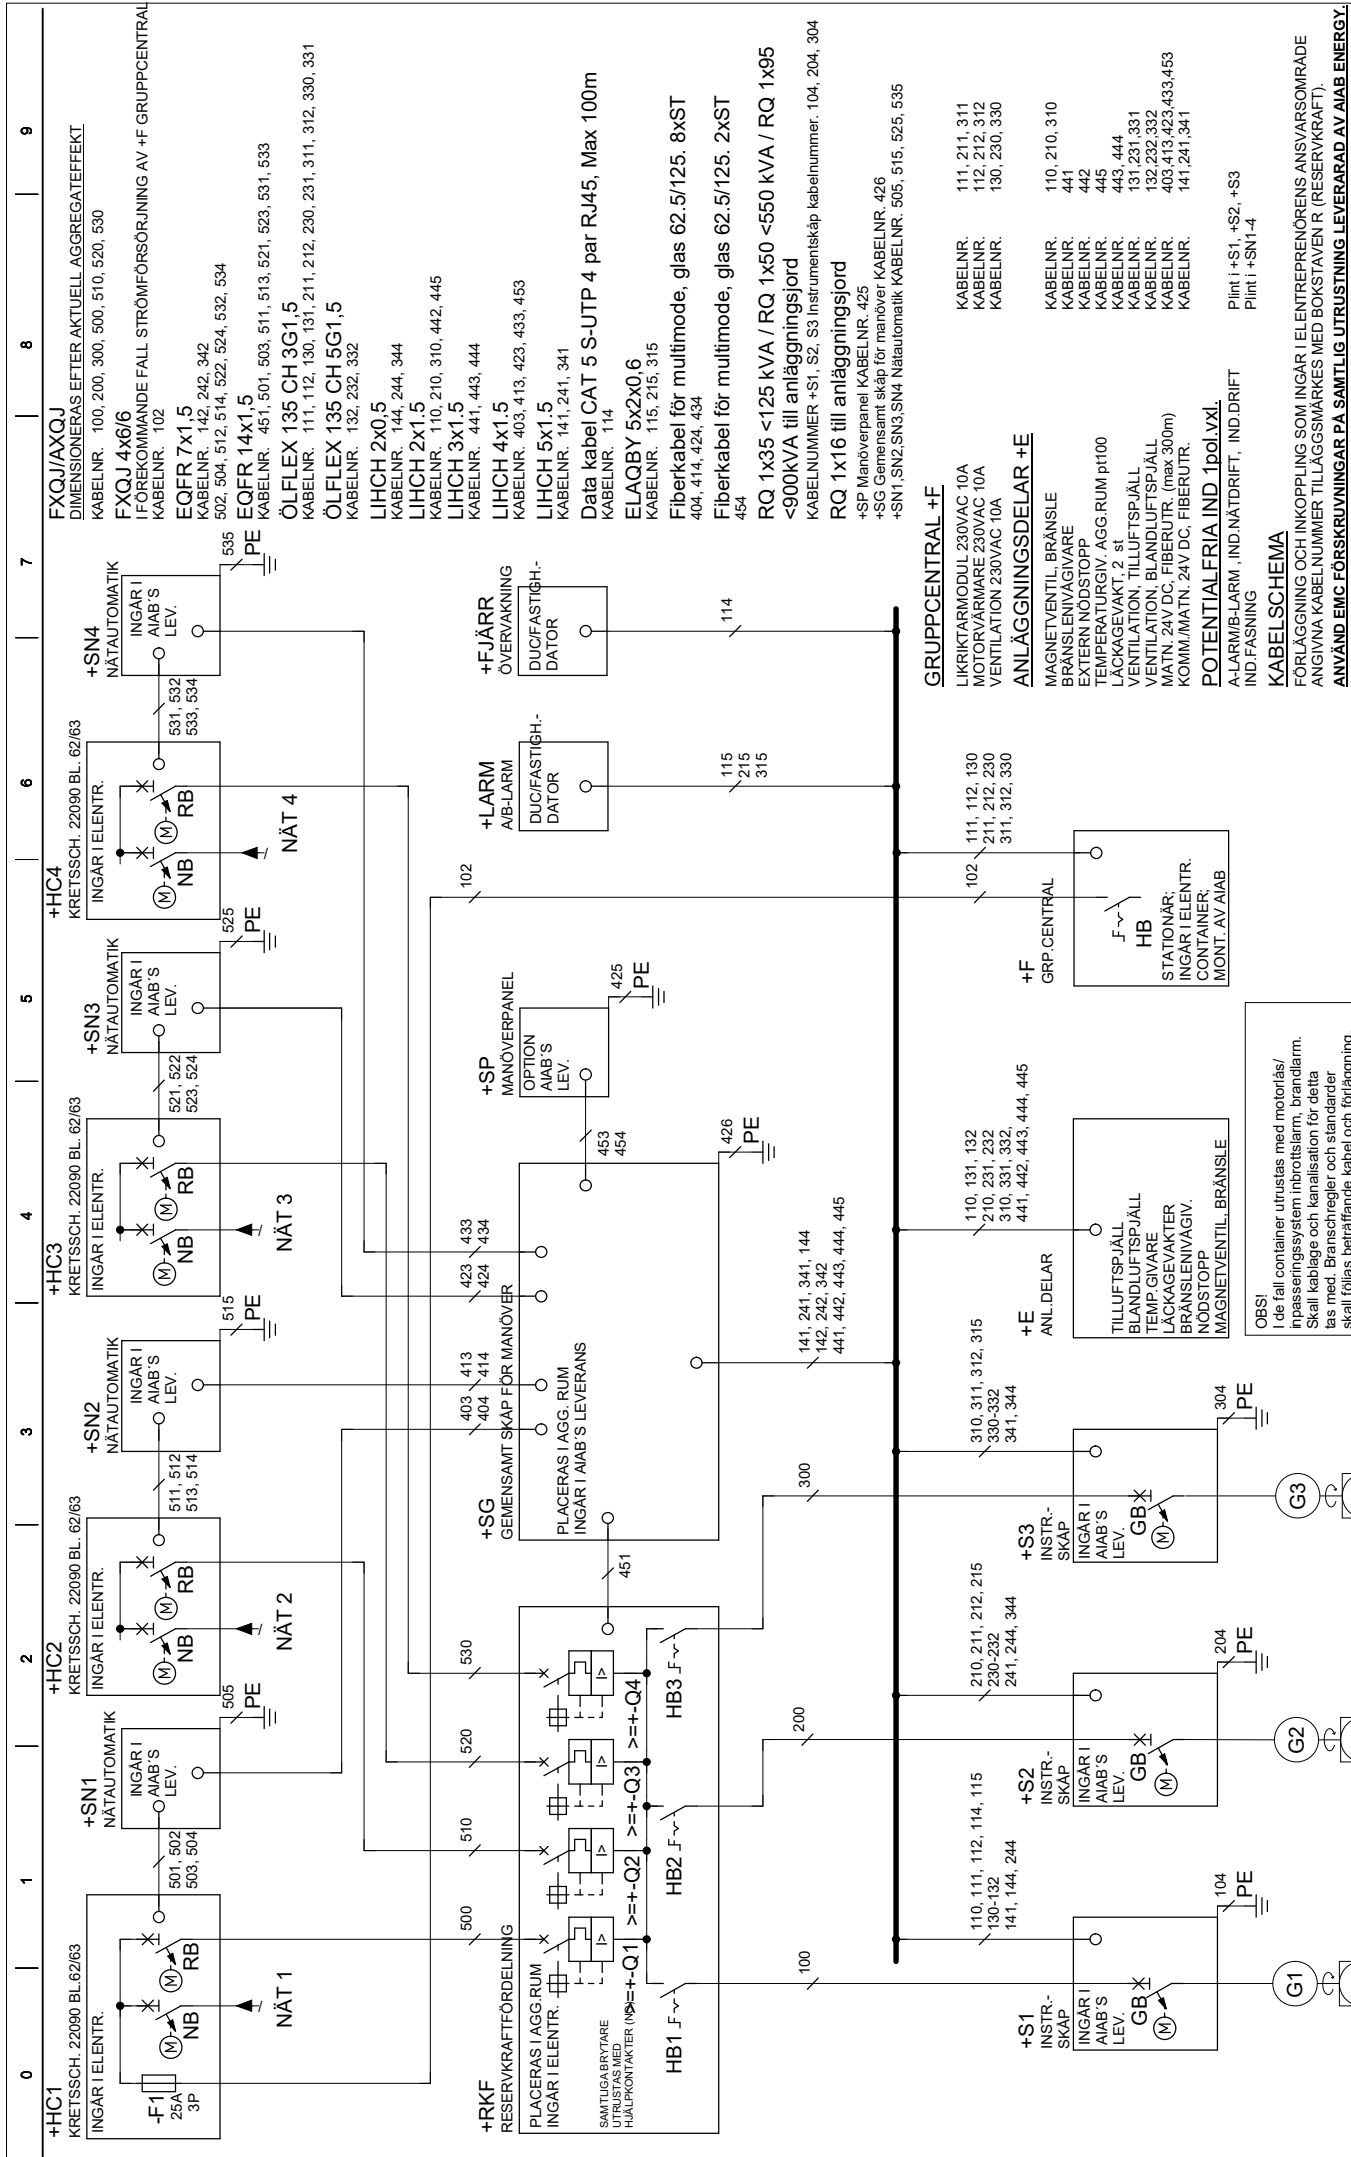 0 1 2 3 4 5 6 7 8 9
+HC1
KRETSSCH. 22090 BL.62/63
INGÅR I ELENTR.
-F1
25A
3P
M
NB
M
RB
NÄT 1
501, 502
503, 504
+SN1
NÄTAUTOMATIK
INGÅR I
AIAB'S
LEV.
505
PE
+HC2
KRETSSCH. 22090 BL. 62/63
INGÅR I ELENTR.
M
NB
M
RB
NÄT 2
511, 512
513, 514
+SN2
NÄTAUTOMATIK
INGÅR I
AIAB'S
LEV.
515
PE
+HC3
KRETSSCH. 22090 BL. 62/63
INGÅR I ELENTR.
M
NB
M
RB
NÄT 3
521, 522
523, 524
+SN3
NÄTAUTOMATIK
INGÅR I
AIAB'S
LEV.
525
PE
+HC4
KRETSSCH. 22090 BL. 62/63
INGÅR I ELENTR.
M
NB
M
RB
NÄT 4
531, 532
533, 534
+SN4
NÄTAUTOMATIK
INGÅR I
AIAB'S
LEV.
535
PE
+RKF
RESERVKRAFTFÖRDELNING
PLACERAS I AGG.RUM
INGÅR I ELENTR.
SAMTLIGA BRYTARE
UTRUSTAS MED
HJÄLPKONTAKTER (NO)
500
510
520
530
I>
I>
I>
I>
>=+-Q1
>=+-Q2
>=+-Q3
>=+-Q4
HB1
HB2
HB3
451
+SG
GEMENSAMT SKÅP FÖR MANÖVER
PLACERAS I AGG. RUM
INGÅR I AIAB'S LEVERANS
403
404
413
414
423
424
433
434
453
454
426
PE
+SP
MANÖVERPANEL
OPTION
AIAB'S
LEV.
425
PE
102
+LARM
A/B-LARM
DUC/FASTIGH.-
DATOR
115
215
315
+FJÄRR
ÖVERVAKNING
DUC/FASTIGH.-
DATOR
114
100
200
300
141, 241, 341, 144
142, 242, 342
441, 442, 443, 444, 445
+S1
INSTR.-
SKÅP
INGÅR I
AIAB'S
LEV.
GB
M
110, 111, 112, 114, 115
130-132
141, 144, 244
104
PE
G1
+S2
INSTR.-
SKÅP
INGÅR I
AIAB'S
LEV.
GB
M
210, 211, 212, 215
230-232
241, 244, 344
204
PE
G2
+S3
INSTR.-
SKÅP
INGÅR I
AIAB'S
LEV.
GB
M
310, 311, 312, 315
330-332
341, 344
304
PE
G3
+E
ANL.DELAR
110, 131, 132
210, 231, 232
310, 331, 332,
441, 442, 443, 444, 445
TILLUFTSPJÄLL
BLANDLUFTSPJÄLL
TEMP.GIVARE
LÄCKAGEVAKTER
BRÄNSLENIVÅGIV.
NÖDSTOPP
MAGNETVENTIL, BRÄNSLE
+F
GRP.CENTRAL
102
111, 112, 130
211, 212, 230
311, 312, 330
HB
STATIONÄR;
INGÅR I ELENTR.
CONTAINER;
MONT. AV AIAB
OBS!
I de fall container utrustas med motorlås/
inpasseringssystem inbrottslarm, brandlarm.
Skall kablage och kanalisation för detta
tas med. Branschregler och standarder
skall följas beträffande kabel och förläggning.
FXQJ/AXQJ
DIMENSIONERAS EFTER AKTUELL AGGREGATEFFEKT
KABELNR. 100, 200, 300, 500, 510, 520, 530
FXQJ 4x6/6
I FÖREKOMMANDE FALL STRÖMFÖRSÖRJNING AV +F GRUPPCENTRAL
KABELNR. 102
EQFR 7x1,5
KABELNR. 142, 242, 342
502, 504, 512, 514, 522, 524, 532, 534
EQFR 14x1,5
KABELNR. 451, 501, 503, 511, 513, 521, 523, 531, 533
ÖLFLEX 135 CH 3G1,5
KABELNR. 111, 112, 130, 131, 211, 212, 230, 231, 311, 312, 330, 331
ÖLFLEX 135 CH 5G1,5
KABELNR. 132, 232, 332
LIHCH 2x0,5
KABELNR. 144, 244, 344
LIHCH 2x1.5
KABELNR. 110, 210, 310, 442, 445
LIHCH 3x1.5
KABELNR. 441, 443, 444
LIHCH 4x1.5
KABELNR. 403, 413, 423, 433, 453
LIHCH 5x1.5
KABELNR. 141, 241, 341
Data kabel CAT 5 S-UTP 4 par RJ45, Max 100m
KABELNR. 114
ELAQBY 5x2x0,6
KABELNR. 115, 215, 315
Fiberkabel för multimode, glas 62.5/125. 8xST
404, 414, 424, 434
Fiberkabel för multimode, glas 62.5/125. 2xST
454
RQ 1x35 <125 kVA / RQ 1x50 <550 kVA / RQ 1x95
<900kVA till anläggningsjord
KABELNUMMER +S1, S2, S3 Instrumentskåp kabelnummer. 104, 204, 304
RQ 1x16 till anläggningsjord
+SP Manöverpanel KABELNR. 425
+SG Gemensamt skåp för manöver KABELNR. 426
+SN1,SN2,SN3,SN4 Nätautomatik KABELNR. 505, 515, 525, 535
GRUPPCENTRAL +F
LIKRIKTARMODUL 230VAC 10A KABELNR. 111, 211, 311
MOTORVÄRMARE 230VAC 10A KABELNR. 112, 212, 312
VENTILATION 230VAC 10A KABELNR. 130, 230, 330
ANLÄGGNINGSDELAR +E
MAGNETVENTIL, BRÄNSLE KABELNR. 110, 210, 310
BRÄNSLENIVÅGIVARE KABELNR. 441
EXTERN NÖDSTOPP KABELNR. 442
TEMPERATURGIV. AGG.RUM pt100 KABELNR. 445
LÄCKAGEVAKT, 2 st KABELNR. 443, 444
VENTILATION, TILLUFTSPJÄLL KABELNR. 131,231,331
VENTILATION, BLANDLUFTSPJÄLL KABELNR. 132,232,332
MATN. 24V DC, FIBERUTR. (max 300m) KABELNR. 403,413,423,433,453
KOMM./MATN. 24V DC, FIBERUTR. KABELNR. 141,241,341
POTENTIALFRIA IND 1pol.vxl.
A-LARM/B-LARM ,IND.NÄTDRIFT, IND.DRIFT Plint i +S1, +S2, +S3
IND.FASNING Plint i +SN1-4
KABELSCHEMA
FÖRLÄGGNING OCH INKOPPLING SOM INGÅR I ELENTREPRENÖRENS ANSVARSOMRÅDE
ANGIVNA KABELNUMMER TILLÄGGSMÄRKES MED BOKSTAVEN R (RESERVKRAFT).
ANVÄND EMC FÖRSKRUVNINGAR PÅ SAMTLIG UTRUSTNING LEVERARAD AV AIAB ENERGY.